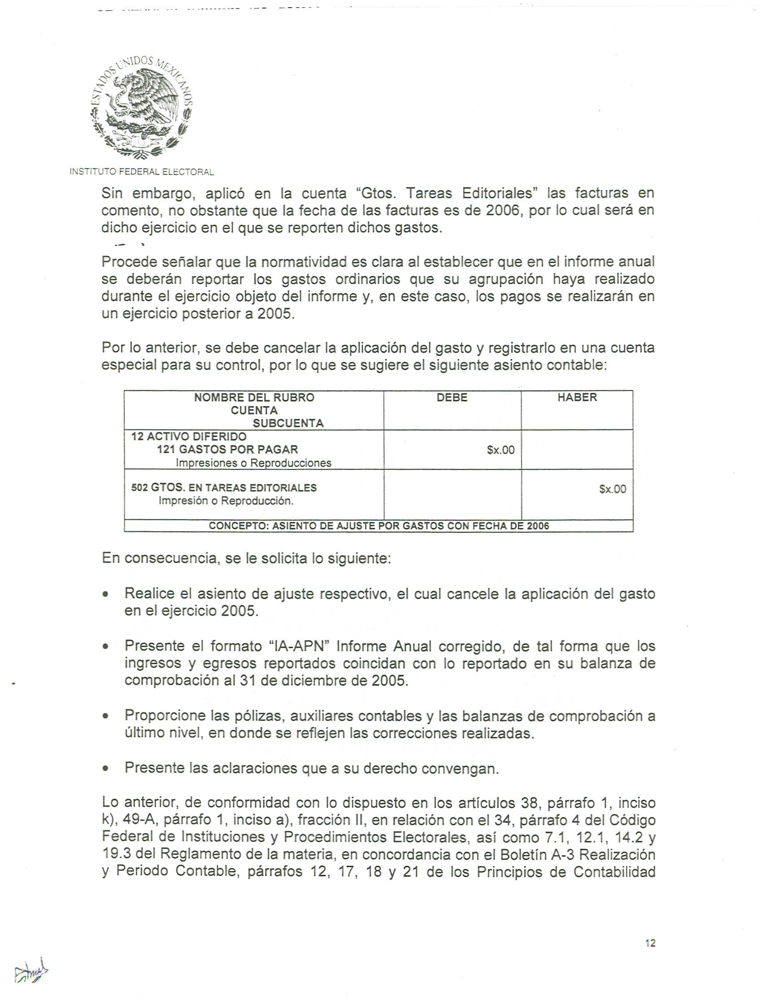 ESTADOS UNIDOS MEXICANOS
INSTITUTO FEDERAL ELECTORAL
Sin embargo, aplicó en la cuenta “Gtos. Tareas Editoriales” las facturas en
comento, no obstante que la fecha de las facturas es de 2006, por lo cual será en
dicho ejercicio en el que se reporten dichos gastos.
Procede señalar que la normatividad es clara al establecer que en el informe anual
se deberán reportar los gastos ordinarios que su agrupación haya realizado
durante el ejercicio objeto del informe y, en este caso, los pagos se realizarán en
un ejercicio posterior a 2005.
Por lo anterior, se debe cancelar la aplicación del gasto y registrarlo en una cuenta
especial para su control, por lo que se sugiere el siguiente asiento contable:
NOMBRE DEL RUBRO DEBE HABER
CUENTA
SUBCUENTA
12 ACTIVO DIFERIDO
121 GASTOS POR PAGAR $x.00
Impresiones o Reproducciones
502 GTOS. EN TAREAS EDITORIALES $x.00
Impresión o Reproducción.
CONCEPTO: ASIENTO DE AJUSTE POR GASTOS CON FECHA DE 2006
En consecuencia, se le solicita lo siguiente:
• Realice el asiento de ajuste respectivo, el cual cancele la aplicación del gasto
en el ejercicio 2005.
• Presente el formato “IA-APN” Informe Anual corregido, de tal forma que los
ingresos y egresos reportados coincidan con lo reportado en su balanza de
comprobación al 31 de diciembre de 2005.
• Proporcione las pólizas, auxiliares contables y las balanzas de comprobación a
último nivel, en donde se reflejen las correcciones realizadas.
• Presente las aclaraciones que a su derecho convengan.
Lo anterior, de conformidad con lo dispuesto en los artículos 38, párrafo 1, inciso
k), 49-A, párrafo 1, inciso a), fracción II, en relación con el 34, párrafo 4 del Código
Federal de Instituciones y Procedimientos Electorales, así como 7.1, 12.1, 14.2 y
19.3 del Reglamento de la materia, en concordancia con el Boletín A-3 Realización
y Periodo Contable, párrafos 12, 17, 18 y 21 de los Principios de Contabilidad
12